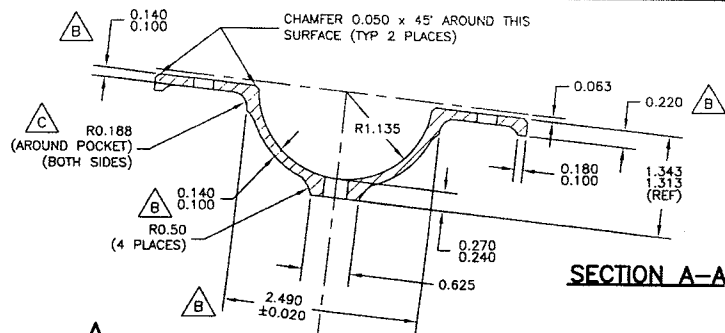 0.140
0.100
B
CHAMFER 0.050 x 45° AROUND THIS
SURFACE (TYP 2 PLACES)
0.063
0.220
B
C
R0.188
(AROUND POCKET)
(BOTH SIDES)
R1.135
0.180
0.100
1.343
1.313
(REF)
B
0.140
0.100
R0.50
(4 PLACES)
0.270
0.240
0.625
SECTION A-A
B
2.490
±0.020